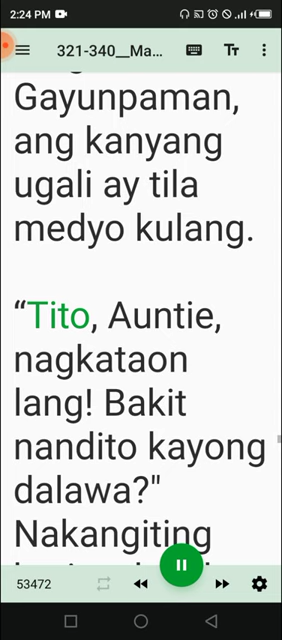 2:24 PM
321-340__Ma...
Gayunpaman,
ang kanyang
ugali ay tila
medyo kulang.
“Tito, Auntie,
nagkataon
lang! Bakit
nandito kayong
dalawa?"
Nakangiting
53472